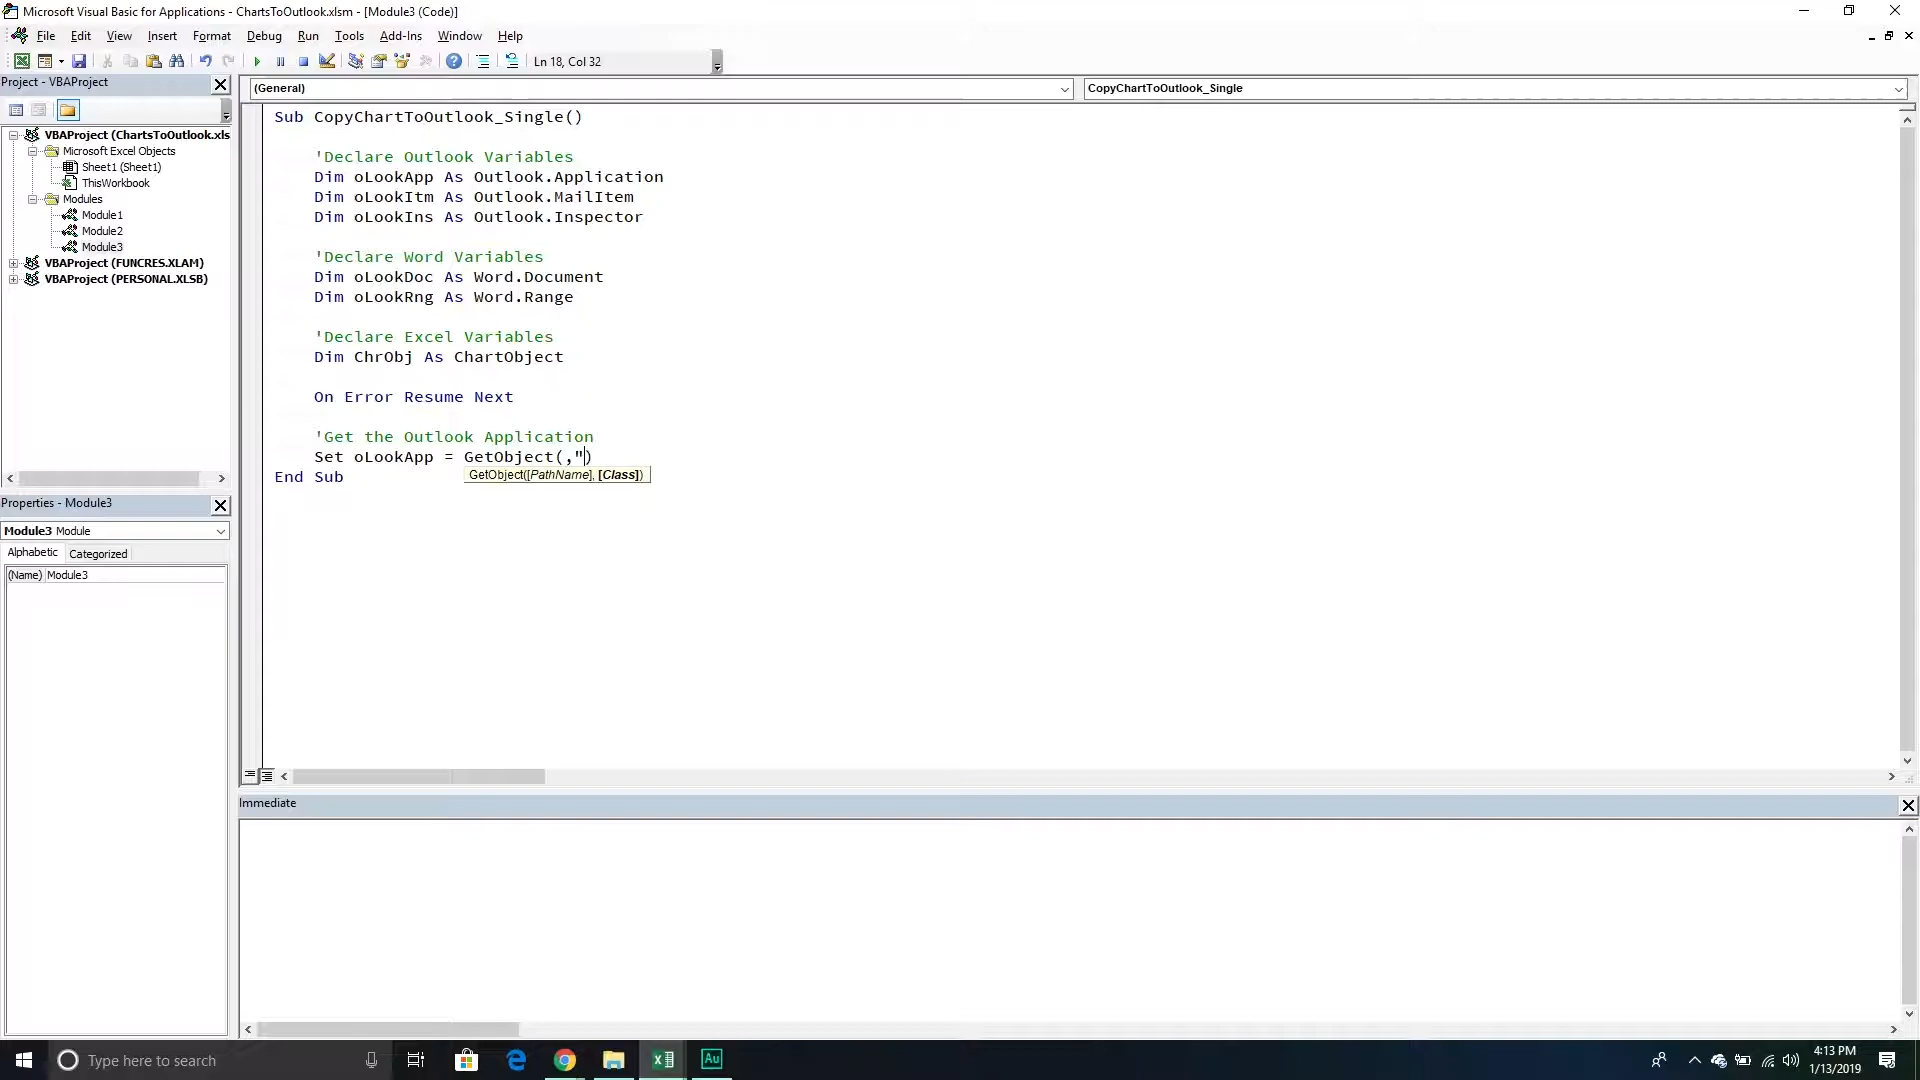 Microsoft Visual Basic for Applications - ChartsToOutlook.xlsm - [Module3 (Code)]
File Edit View Insert Format Debug Run Tools Add-Ins Window Help
Ln 18, Col 32
Project - VBAProject
(General)
CopyChartToOutlook_Single
VBAProject (ChartsToOutlook.xls
Microsoft Excel Objects
Sheet1 (Sheet1)
ThisWorkbook
Modules
Module1
Module2
Module3
VBAProject (FUNCRES.XLAM)
VBAProject (PERSONAL.XLSB)
Properties - Module3
Module3 Module
Alphabetic Categorized
(Name) Module3
Sub CopyChartToOutlook_Single()
'Declare Outlook Variables
Dim oLookApp As Outlook.Application
Dim oLookItm As Outlook.MailItem
Dim oLookIns As Outlook.Inspector
'Declare Word Variables
Dim oLookDoc As Word.Document
Dim oLookRng As Word.Range
'Declare Excel Variables
Dim ChrObj As ChartObject
On Error Resume Next
'Get the Outlook Application
Set oLookApp = GetObject(,")
GetObject([PathName], [Class])
End Sub
Immediate
Type here to search
Au
4:13 PM
1/13/2019